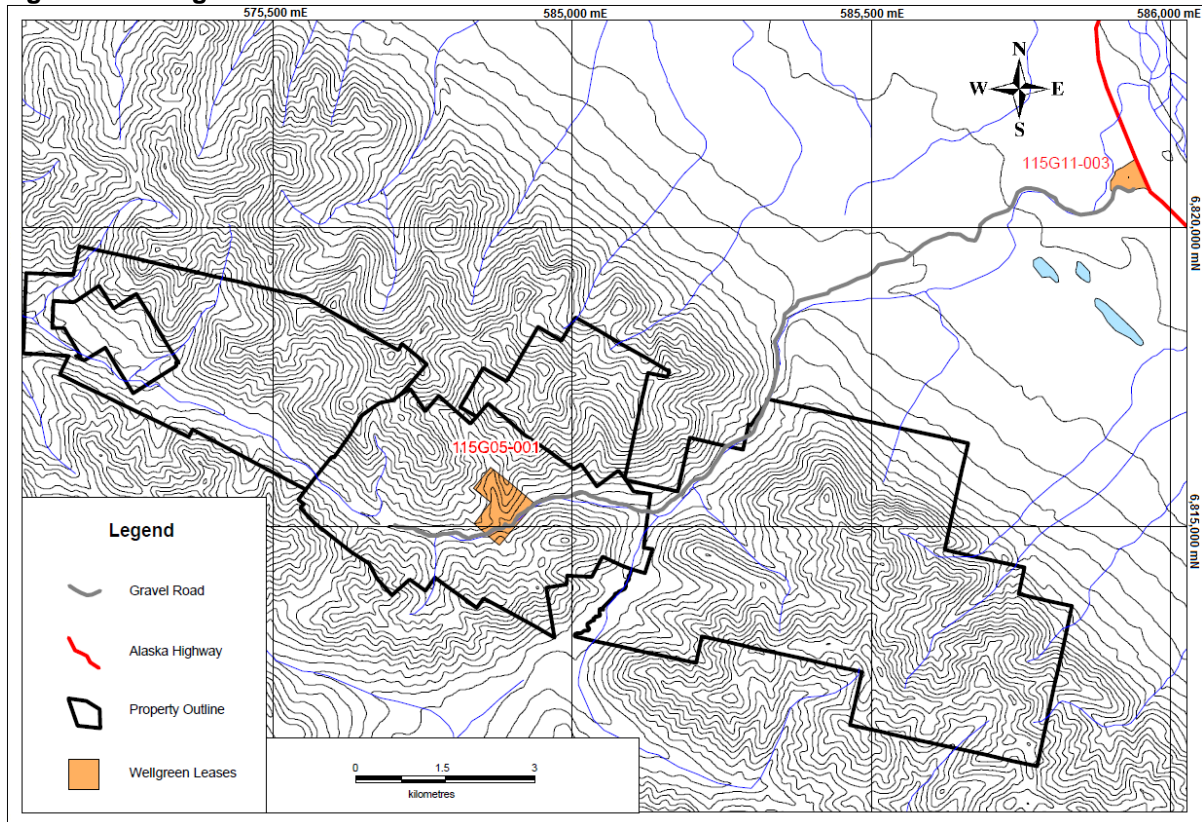 575,500 mE
585,000 mE
585,500 mE
586,000 mE
N
W
E
S
115G11-003
6,820,000 mN
115G05-001
6,815,000 mN
Legend
Gravel Road
Alaska Highway
Property Outline
Wellgreen Leases
0
1.5
3
kilometres